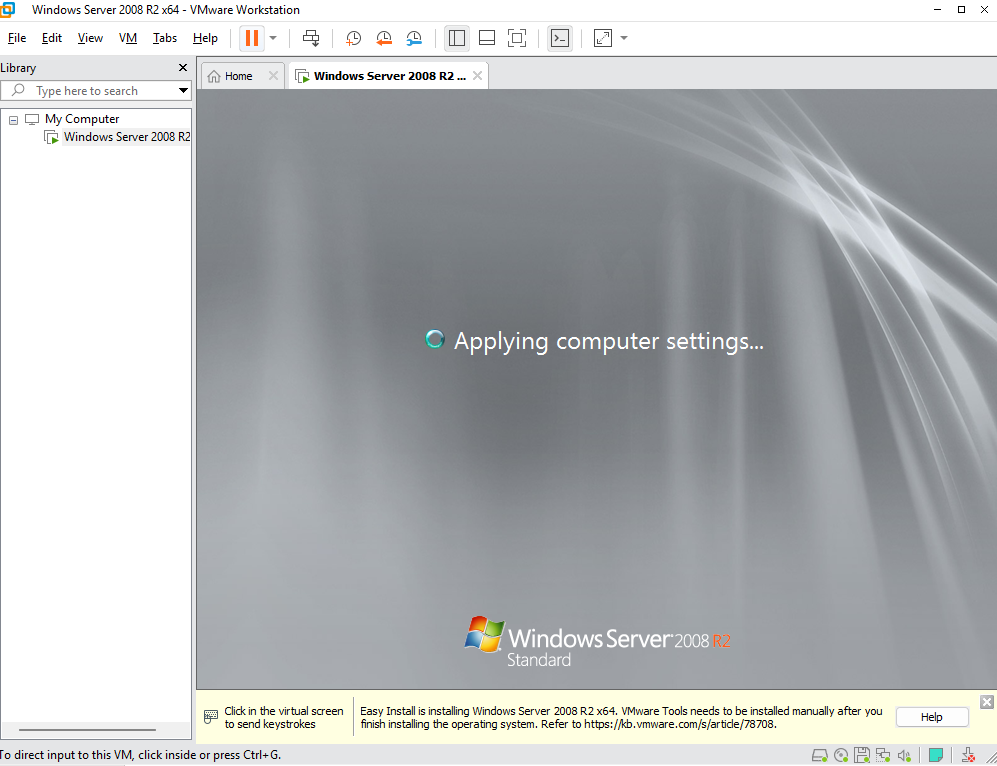 Windows Server 2008 R2 x64 - VMware Workstation
File Edit View VM Tabs Help
Library
Type here to search
My Computer
Windows Server 2008 R2
Home
Windows Server 2008 R2 ...
Applying computer settings...
Windows Server 2008 R2
Standard
Click in the virtual screen
to send keystrokes
Easy Install is installing Windows Server 2008 R2 x64. VMware Tools needs to be installed manually after you
finish installing the operating system. Refer to https://kb.vmware.com/s/article/78708.
Help
To direct input to this VM, click inside or press Ctrl+G.